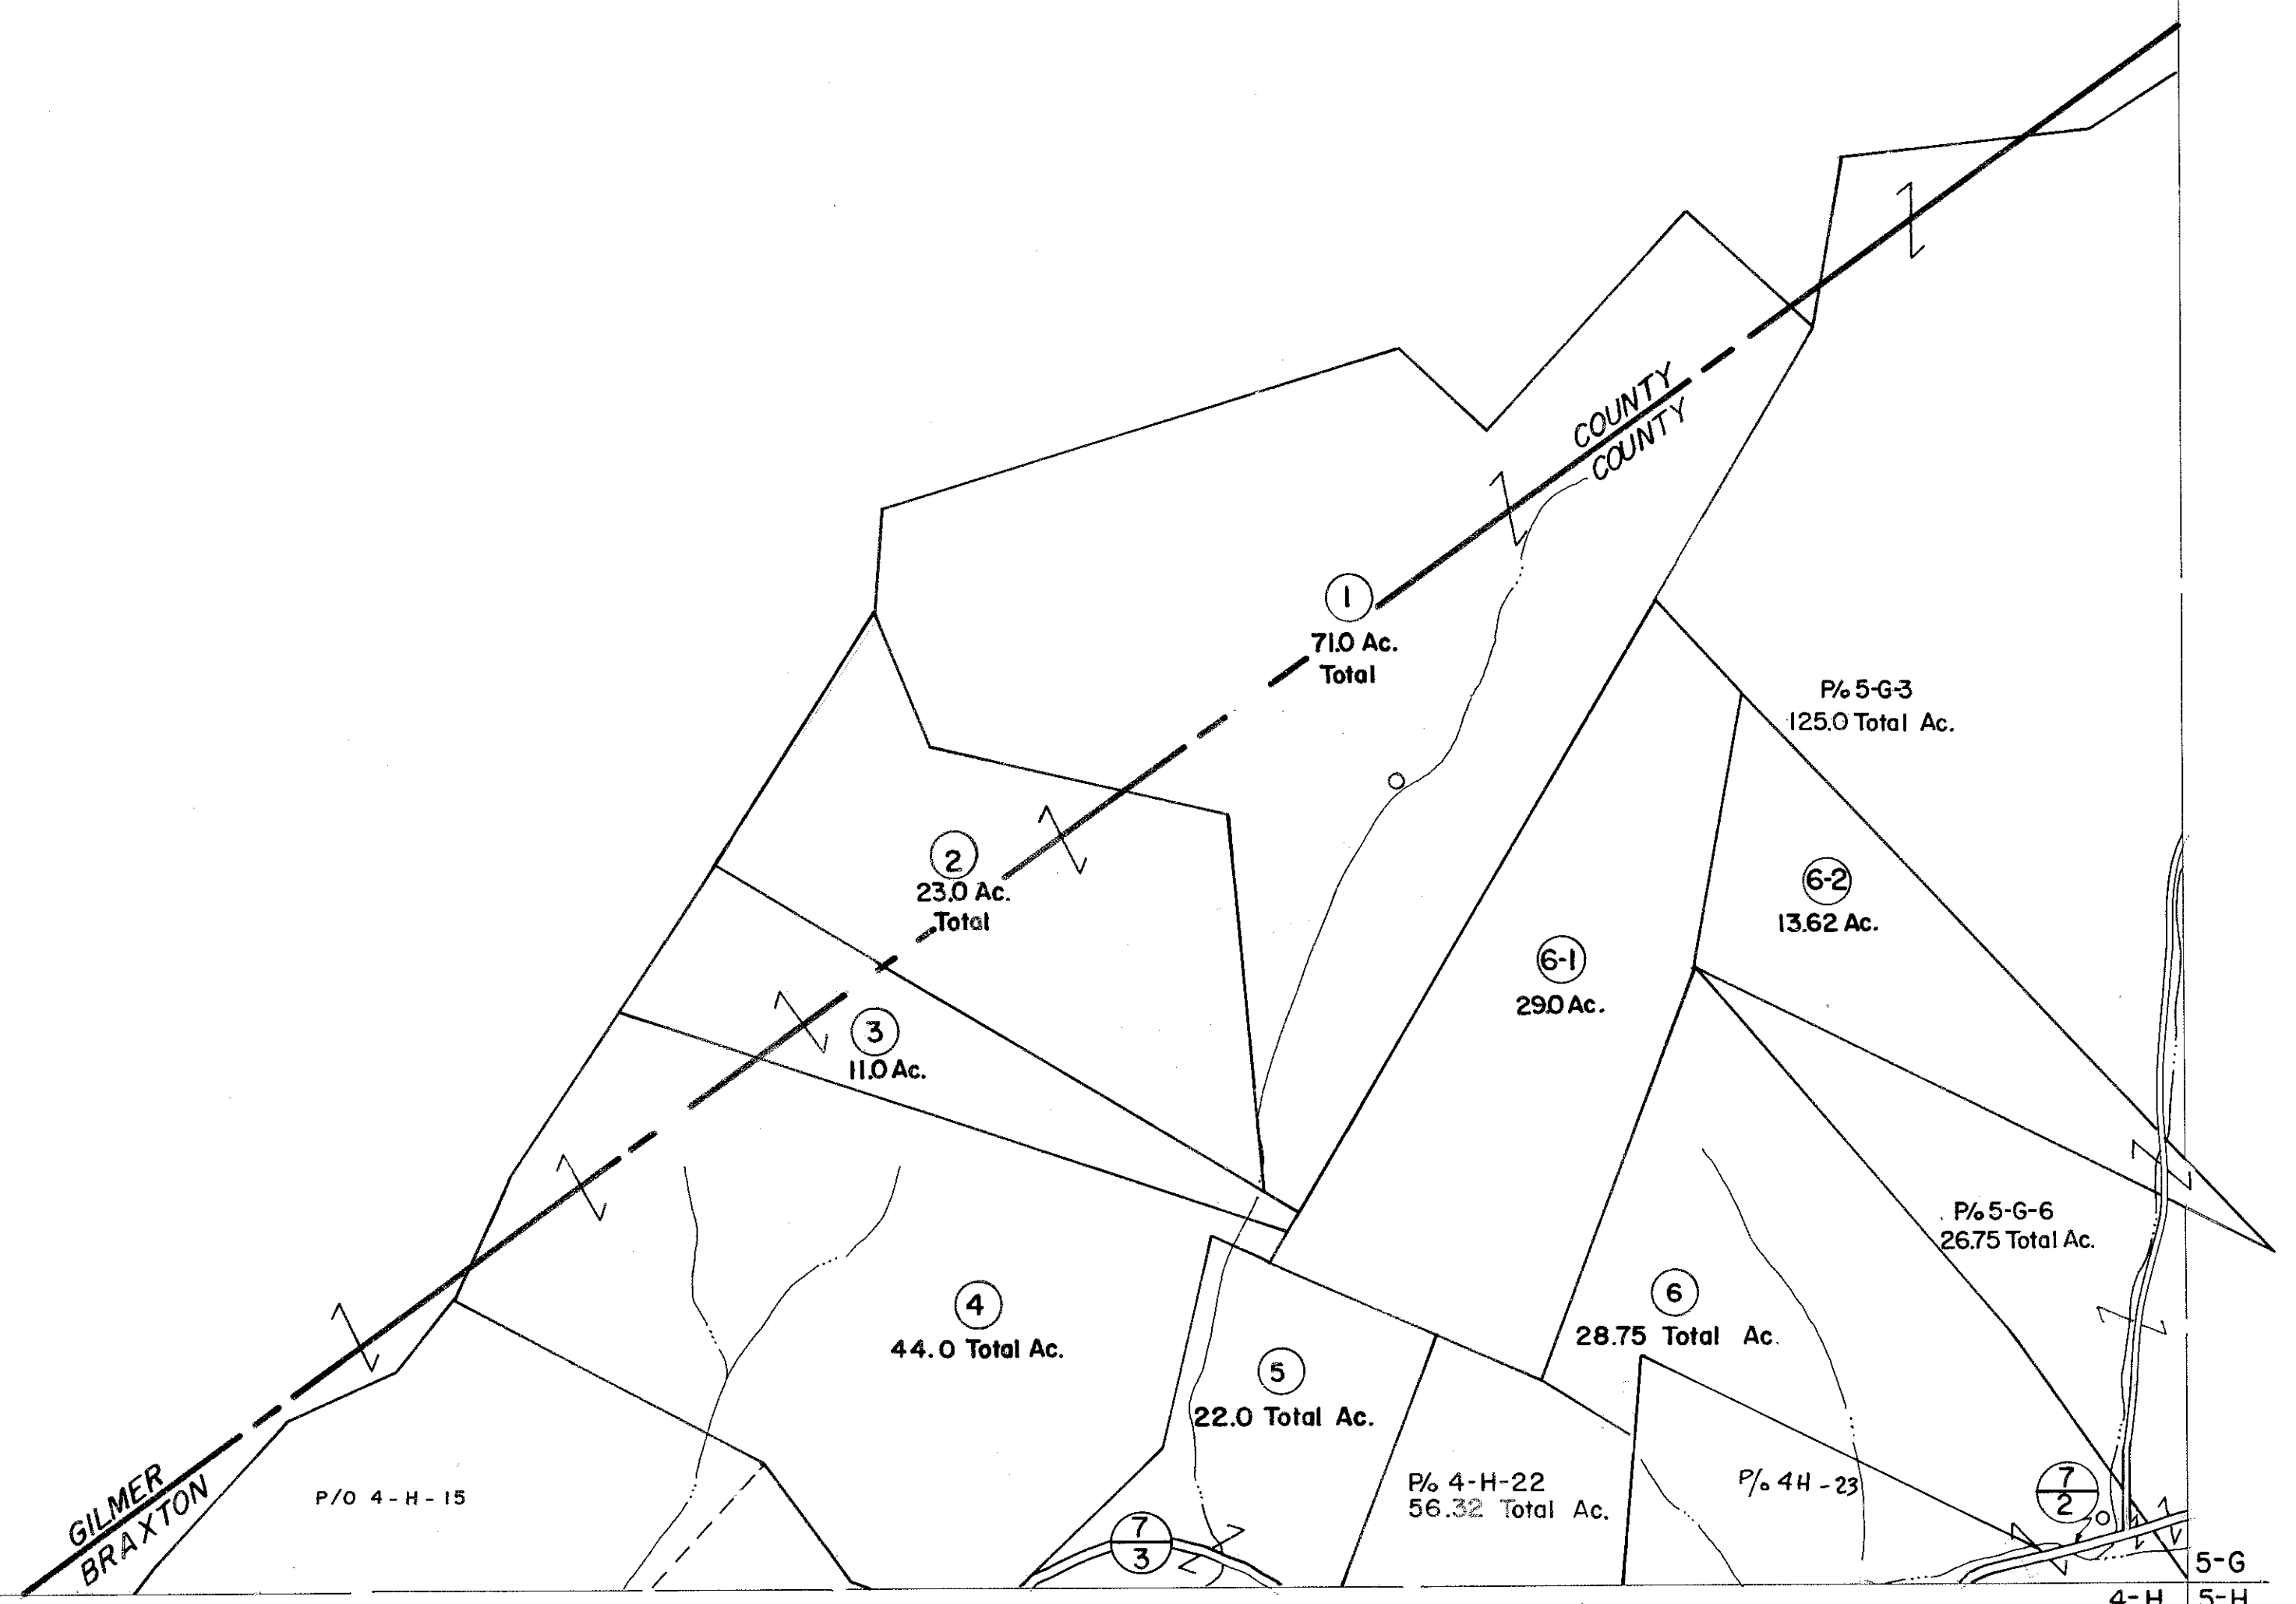 COUNTY
COUNTY
1
71.0 Ac.
Total
P/o 5-G-3
125.0 Total Ac.
2
23.0 Ac.
Total
6-2
13.62 Ac.
6-1
29.0 Ac.
3
11.0 Ac.
P/o 5-G-6
26.75 Total Ac.
4
44.0 Total Ac.
6
28.75 Total Ac.
5
22.0 Total Ac.
P/o 4-H-22
56.32 Total Ac.
P/o 4H-23
7
2
GILMER
BRAXTON
P/O 4-H-15
7
3
5-G
4-H
5-H